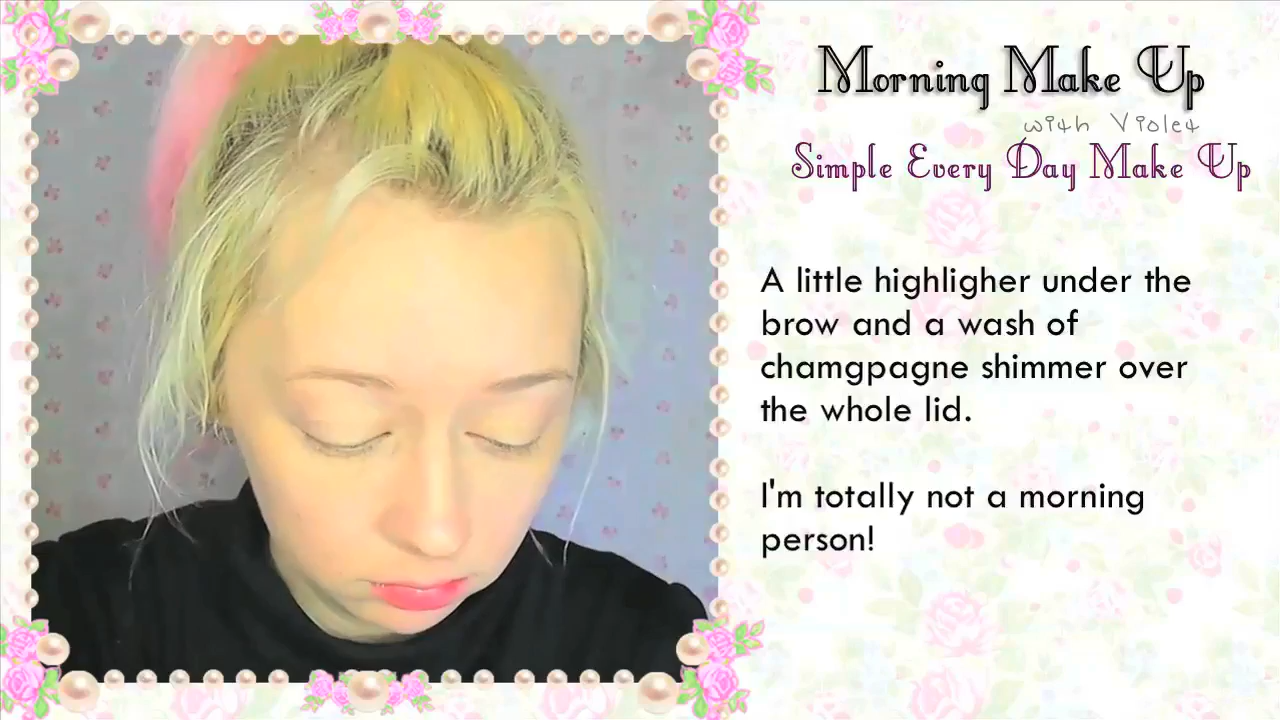 Morning Make Up
with Violet
Simple Every Day Make Up
A little highligher under the
brow and a wash of
chamgpagne shimmer over
the whole lid.
I'm totally not a morning
person!